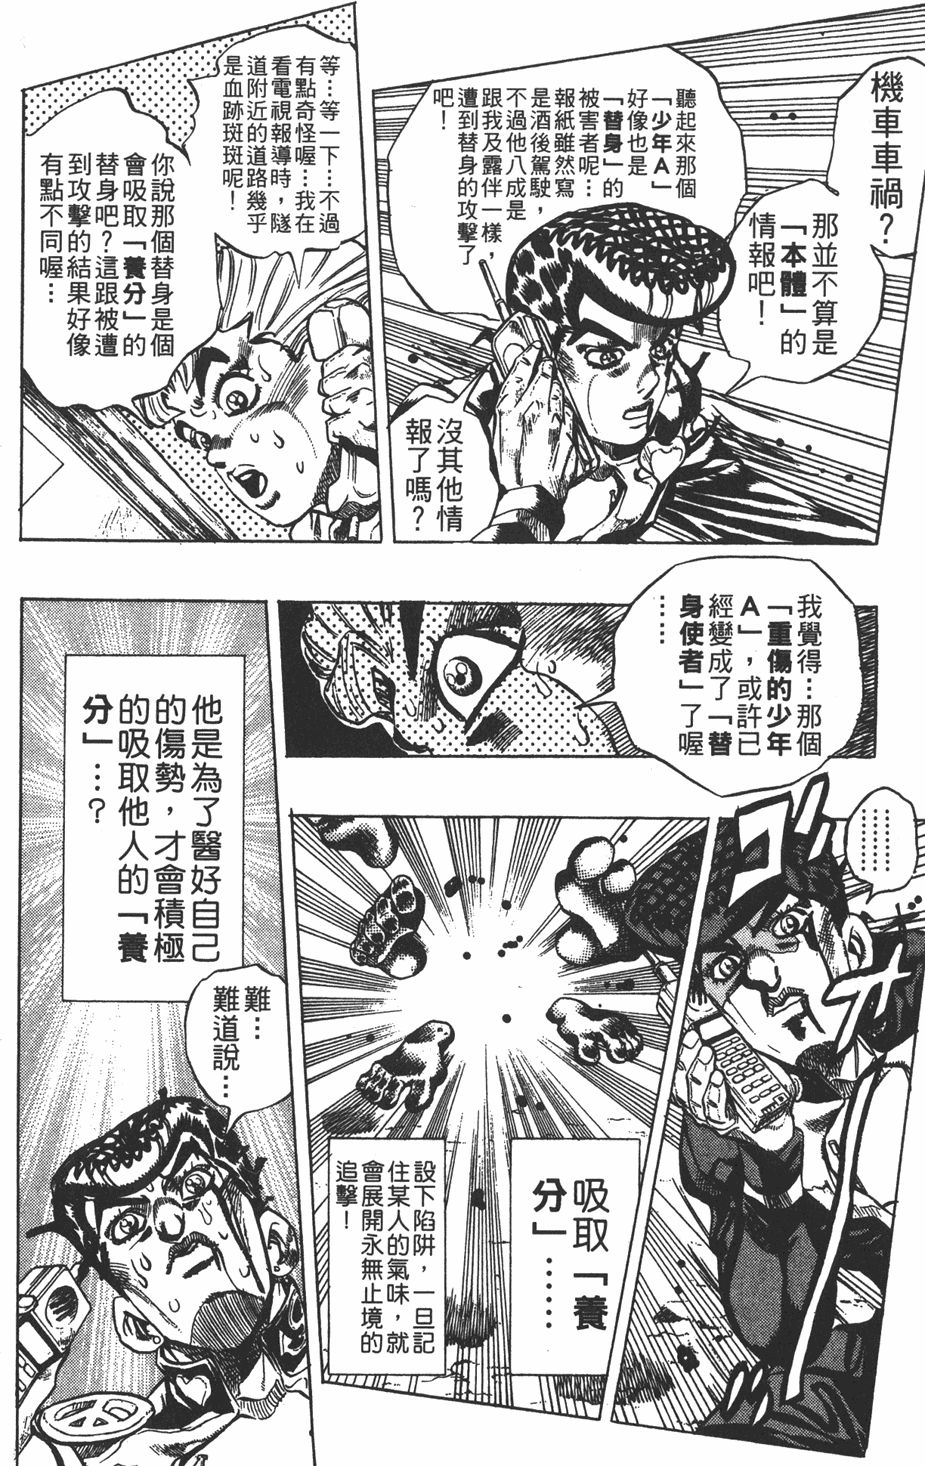 機車車禍？
那並不算是
「本體」的
情報吧！
聽起來那個
「少年A」
好像也是
「替身」的
被害者呢…
報紙雖然寫
是酒後駕駛，
不過他八成是
跟我及露伴一樣，
遭到替身的攻擊了
吧！
沒其他情
報了嗎？
等…等一下…不過
有點奇怪喔…我在
看電視報導時，隧
道附近的道路幾乎
是血跡斑斑呢！
你說那個替身是個
會吸取「養分」的
替身吧？這跟被遭
到攻擊的結果好像
有點不同喔…
我覺得…那個
「重傷的少年
A」，或許已
經變成了「替
身使者」了喔
……
………
………
ゴゴ
吸取「養
分」……
設下陷阱，一旦記
住某人的氣味，就
會展開永無止境的
追擊！
他是為了醫好自己
的傷勢，才會積極
的吸取他人的「養
分」…？
難…
難道說…